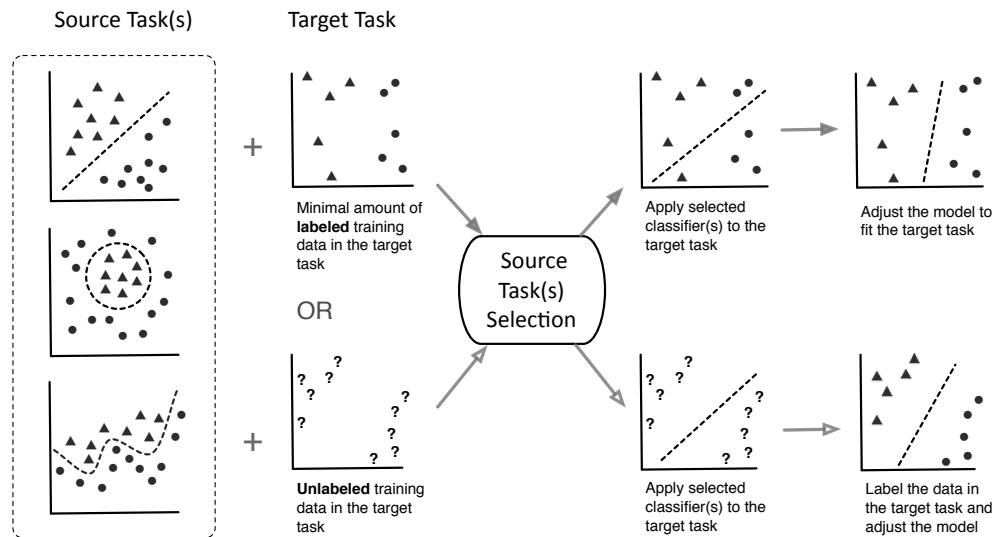 Source Task(s)
Target Task
+
Minimal amount of
labeled training
data in the target
task
OR
+
? ? ? ? ? ? ? ? ? ? ?
Unlabeled training
data in the target
task
Source
Task(s)
Selection
Apply selected
classifier(s) to the
target task
Adjust the model to
fit the target task
? ? ? ? ? ? ? ? ? ? ?
Apply selected
classifier(s) to the
target task
Label the data in
the target task and
adjust the model